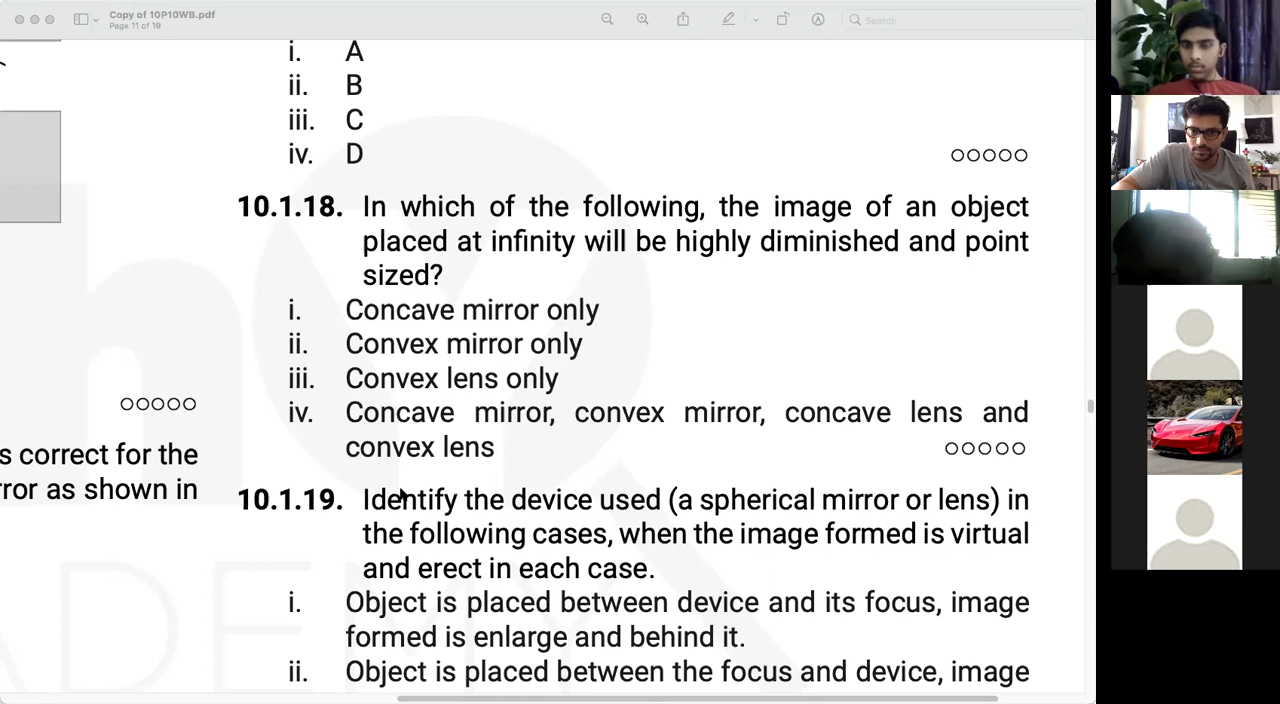 Copy of 10P10WB.pdf
Page 11 of 19
Search
i. A
ii. B
iii. C
iv. D
○○○○○
10.1.18. In which of the following, the image of an object
placed at infinity will be highly diminished and point
sized?
i. Concave mirror only
ii. Convex mirror only
iii. Convex lens only
iv. Concave mirror, convex mirror, concave lens and
convex lens
○○○○○
○○○○○
s correct for the
rror as shown in
10.1.19. Identify the device used (a spherical mirror or lens) in
the following cases, when the image formed is virtual
and erect in each case.
i. Object is placed between device and its focus, image
formed is enlarge and behind it.
ii. Object is placed between the focus and device, image